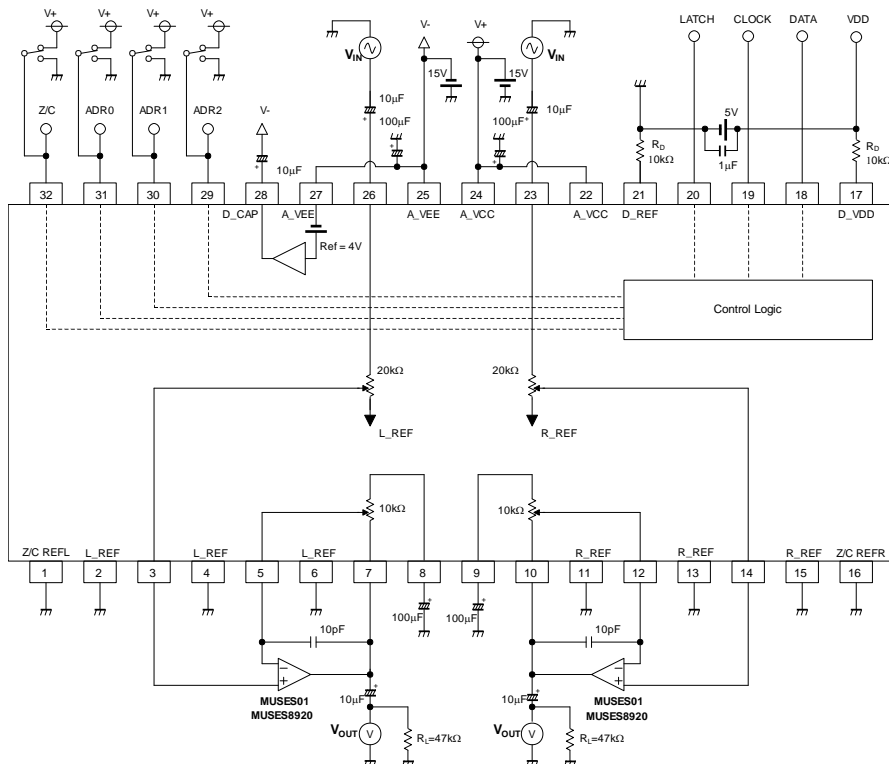 V+ V+ V+ V+ V- V+ LATCH CLOCK DATA VDD
VIN VIN
15V 15V
Z/C ADR0 ADR1 ADR2 V- 10μF 10μF 5V
100μF 100μF
10μF RD 10kΩ 1μF RD 10kΩ
32 31 30 29 28 27 26 25 24 23 22 21 20 19 18 17
D_CAP A_VEE A_VEE A_VCC A_VCC D_REF D_VDD
Ref = 4V
Control Logic
20kΩ 20kΩ
L_REF R_REF
10kΩ 10kΩ
Z/C REFL L_REF L_REF L_REF R_REF R_REF R_REF Z/C REFR
1 2 3 4 5 6 7 8 9 10 11 12 13 14 15 16
100μF 100μF
10pF 10pF
- + - +
MUSES01 MUSES01
MUSES8920 MUSES8920
10μF 10μF
VOUT V RL=47kΩ VOUT V RL=47kΩ